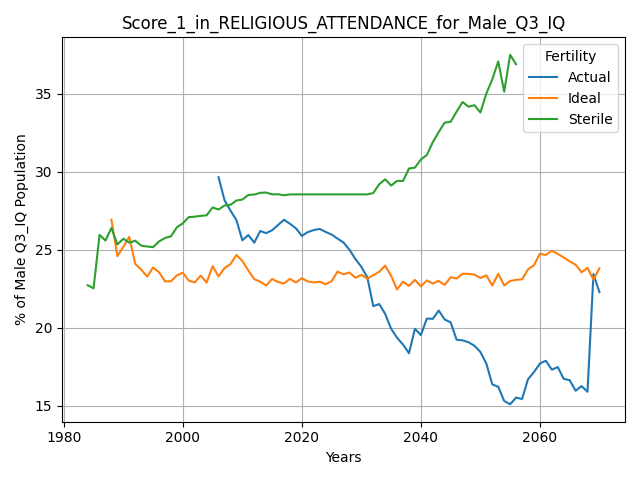 Score_1_in_RELIGIOUS_ATTENDANCE_for_Male_Q3_IQ
% of Male Q3_IQ Population
35
30
25
20
15
1980
2000
2020
2040
2060
Years
Fertility
Actual
Ideal
Sterile